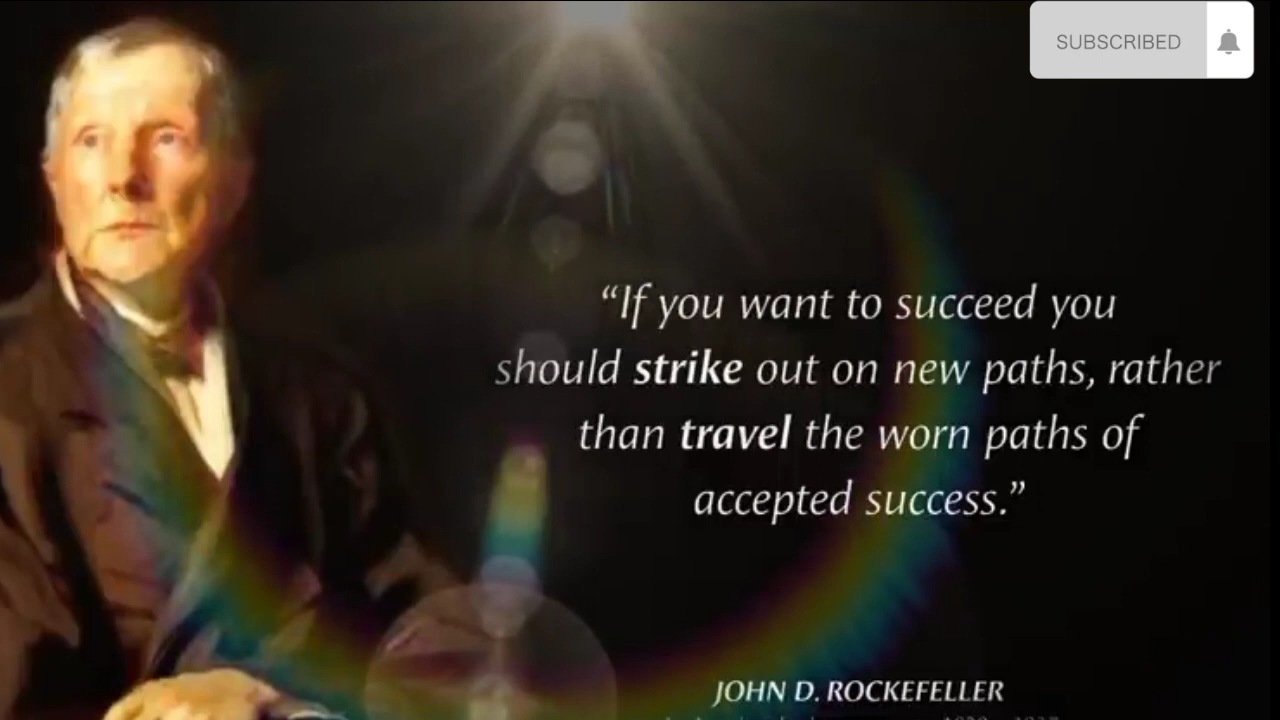 SUBSCRIBED
“If you want to succeed you
should strike out on new paths, rather
than travel the worn paths of
accepted success.”
JOHN D. ROCKEFELLER